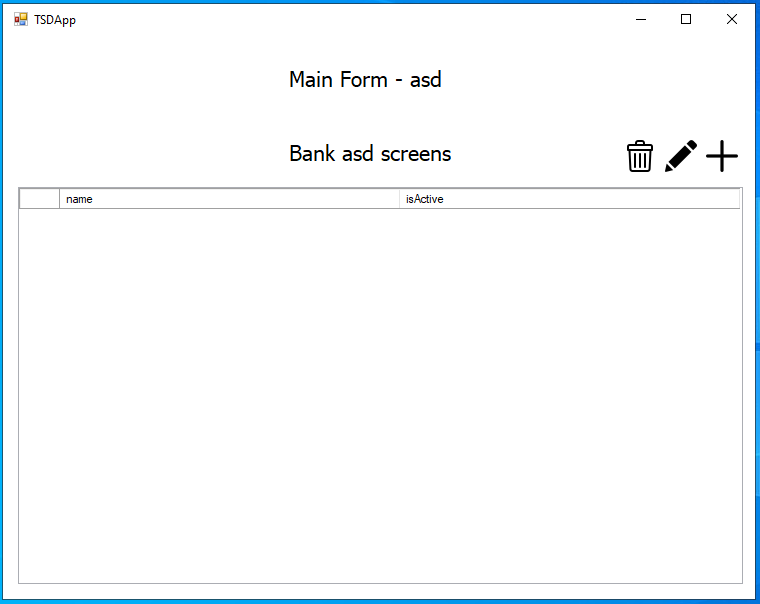 TSDApp
Main Form - asd
Bank asd screens
name isActive